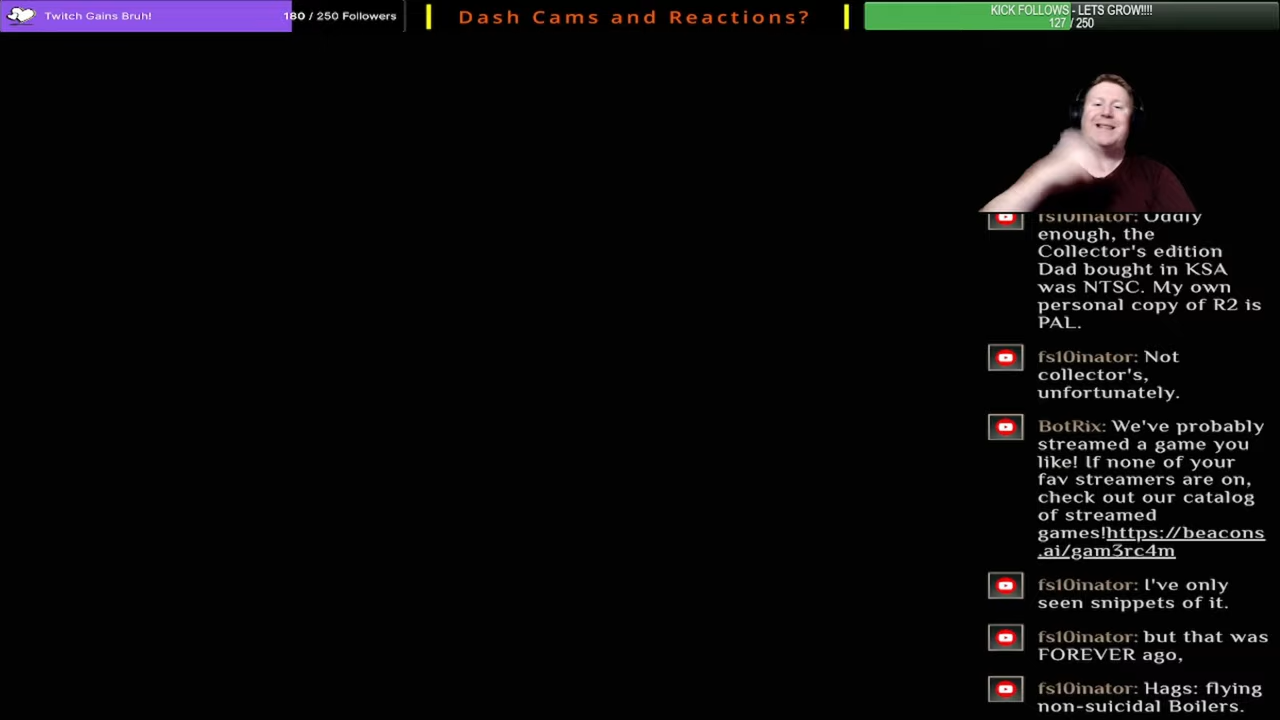 Twitch Gains Bruh!
180 / 250 Followers
Dash Cams and Reactions?
KICK FOLLOWS - LETS GROW!!!!
127 / 250
fs10inator: Oddly
enough, the
Collector's edition
Dad bought in KSA
was NTSC. My own
personal copy of R2 is
PAL.
fs10inator: Not
collector's,
unfortunately.
BotRix: We've probably
streamed a game you
like! If none of your
fav streamers are on,
check out our catalog
of streamed
games!https://beacons
.ai/gam3rc4m
fs10inator: I've only
seen snippets of it.
fs10inator: but that was
FOREVER ago,
fs10inator: Hags: flying
non-suicidal Boilers.